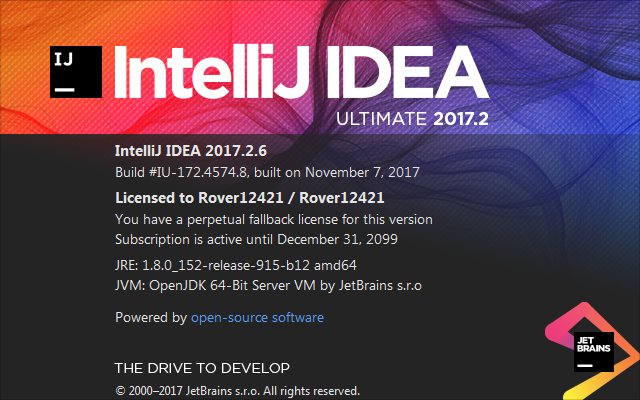 IJ
IntelliJ IDEA
ULTIMATE 2017.2
IntelliJ IDEA 2017.2.6
Build #IU-172.4574.8, built on November 7, 2017
Licensed to Rover12421 / Rover12421
You have a perpetual fallback license for this version
Subscription is active until December 31, 2099
JRE: 1.8.0_152-release-915-b12 amd64
JVM: OpenJDK 64-Bit Server VM by JetBrains s.r.o
Powered by open-source software
JET
BRAINS
THE DRIVE TO DEVELOP
© 2000–2017 JetBrains s.r.o. All rights reserved.